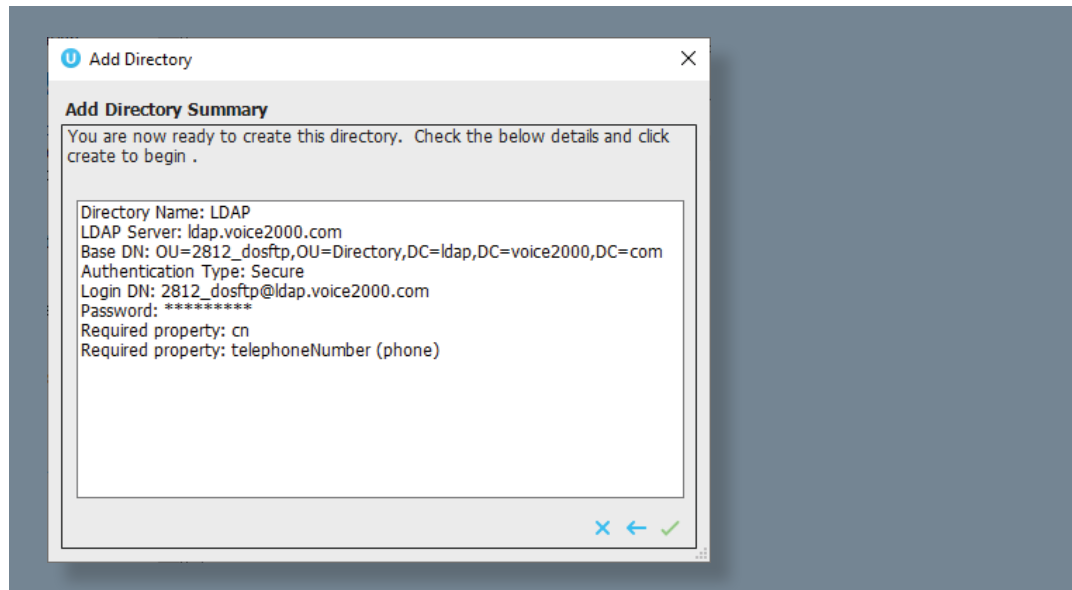 U Add Directory
Add Directory Summary
You are now ready to create this directory.  Check the below details and click
create to begin .
Directory Name: LDAP
LDAP Server: ldap.voice2000.com
Base DN: OU=2812_dosftp,OU=Directory,DC=ldap,DC=voice2000,DC=com
Authentication Type: Secure
Login DN: 2812_dosftp@ldap.voice2000.com
Password: *********
Required property: cn
Required property: telephoneNumber (phone)